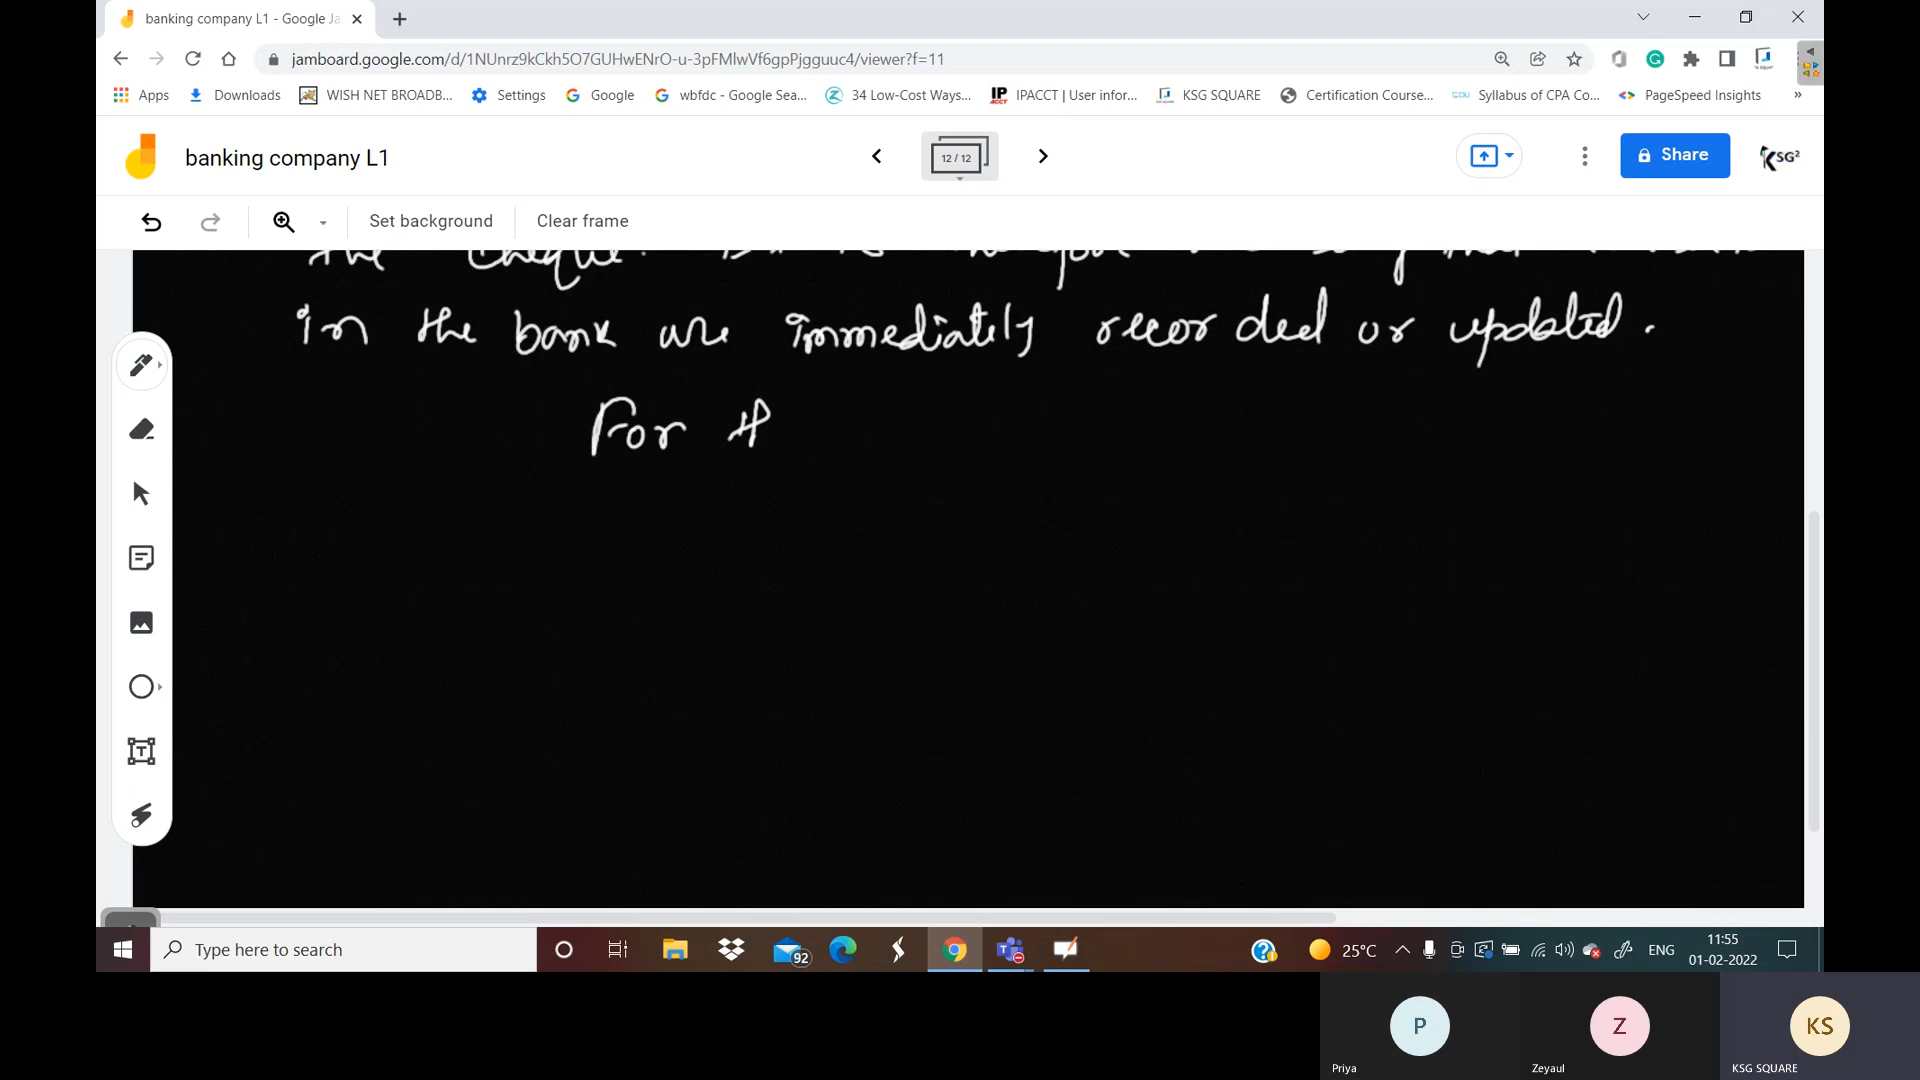 banking company L1 - Google Ja
jamboard.google.com/d/1NUnrz9kCkh5O7GUHwENrO-u-3pFMlwVf6gpPjgguuc4/viewer?f=11
Apps Downloads WISH NET BROADB... Settings Google wbfdc - Google Sea... 34 Low-Cost Ways... IPACCT | User infor... KSG SQUARE Certification Course... Syllabus of CPA Co... PageSpeed Insights »
banking company L1
12 / 12
Share
KSG²
Set background Clear frame
the cheque.
in the bank are immediately recorded or updated.
For
Type here to search
92
25°C
ENG
11:55
01-02-2022
P Z KS
Priya Zeyaul KSG SQUARE